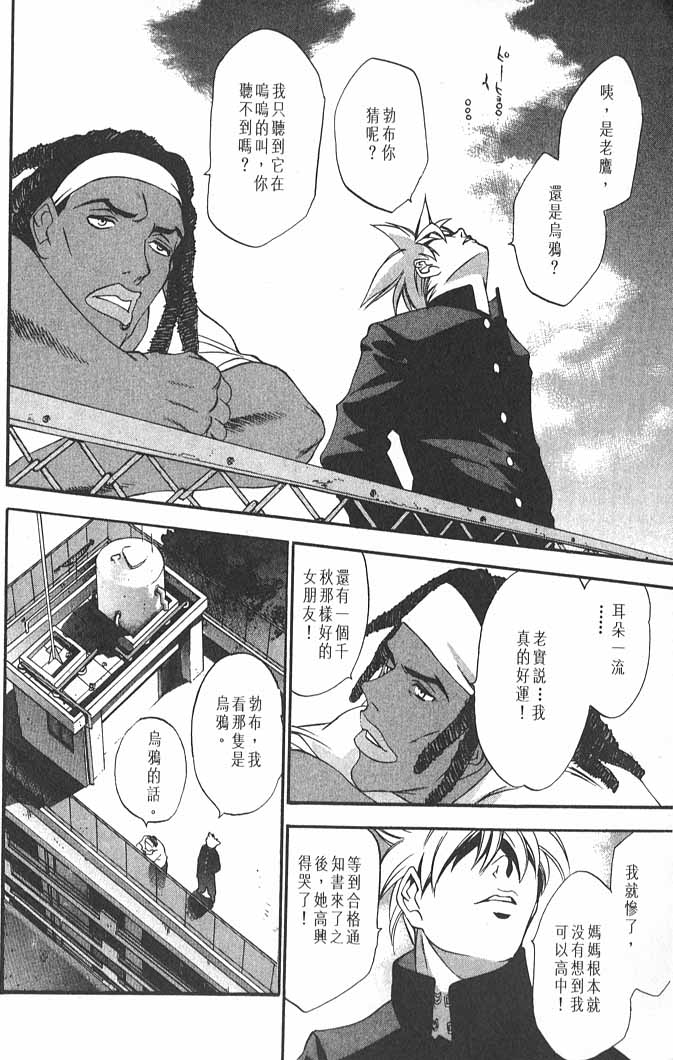 咦，是老鷹，
還是烏鴉？
ピーヒョロ
勃布你
猜呢？
我只聽到它在
嗚嗚的叫，你
聽不到嗎？
耳朵一流
……
老實說…我
真的好運！
還有一個千
秋那樣好的
女朋友！
勃布，我
看那隻是
烏鴉。
烏鴉的話。
我就慘了，
媽媽根本就
没有想到我
可以高中！
等到合格通
知書來了之
後，她高興
得哭了！